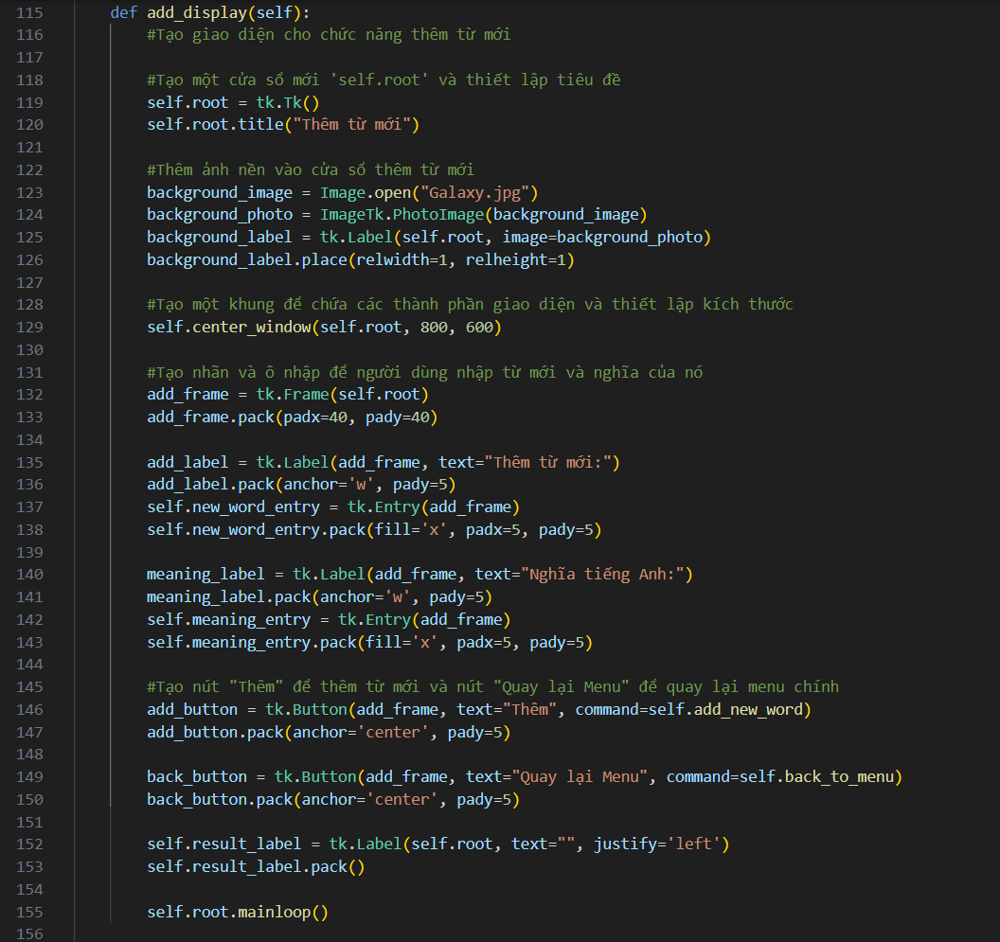 115 def add_display(self):
116 #Tạo giao diện cho chức năng thêm từ mới
117
118 #Tạo một cửa sổ mới 'self.root' và thiết lập tiêu đề
119 self.root = tk.Tk()
120 self.root.title("Thêm từ mới")
121
122 #Thêm ảnh nền vào cửa sổ thêm từ mới
123 background_image = Image.open("Galaxy.jpg")
124 background_photo = ImageTk.PhotoImage(background_image)
125 background_label = tk.Label(self.root, image=background_photo)
126 background_label.place(relwidth=1, relheight=1)
127
128 #Tạo một khung để chứa các thành phần giao diện và thiết lập kích thước
129 self.center_window(self.root, 800, 600)
130
131 #Tạo nhãn và ô nhập để người dùng nhập từ mới và nghĩa của nó
132 add_frame = tk.Frame(self.root)
133 add_frame.pack(padx=40, pady=40)
134
135 add_label = tk.Label(add_frame, text="Thêm từ mới:")
136 add_label.pack(anchor='w', pady=5)
137 self.new_word_entry = tk.Entry(add_frame)
138 self.new_word_entry.pack(fill='x', padx=5, pady=5)
139
140 meaning_label = tk.Label(add_frame, text="Nghĩa tiếng Anh:")
141 meaning_label.pack(anchor='w', pady=5)
142 self.meaning_entry = tk.Entry(add_frame)
143 self.meaning_entry.pack(fill='x', padx=5, pady=5)
144
145 #Tạo nút "Thêm" để thêm từ mới và nút "Quay lại Menu" để quay lại menu chính
146 add_button = tk.Button(add_frame, text="Thêm", command=self.add_new_word)
147 add_button.pack(anchor='center', pady=5)
148
149 back_button = tk.Button(add_frame, text="Quay lại Menu", command=self.back_to_menu)
150 back_button.pack(anchor='center', pady=5)
151
152 self.result_label = tk.Label(self.root, text="", justify='left')
153 self.result_label.pack()
154
155 self.root.mainloop()
156